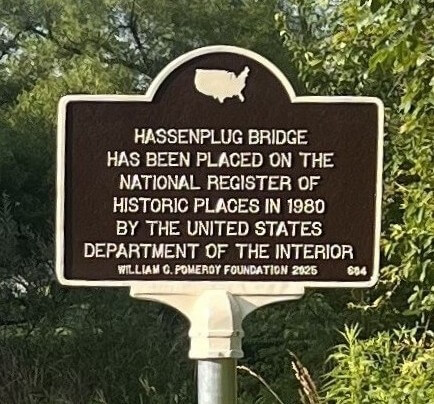 HASSENPLUG BRIDGE
HAS BEEN PLACED ON THE
NATIONAL REGISTER OF
HISTORIC PLACES IN 1980
BY THE UNITED STATES
DEPARTMENT OF THE INTERIOR
WILLIAM G. POMEROY FOUNDATION 2025 684